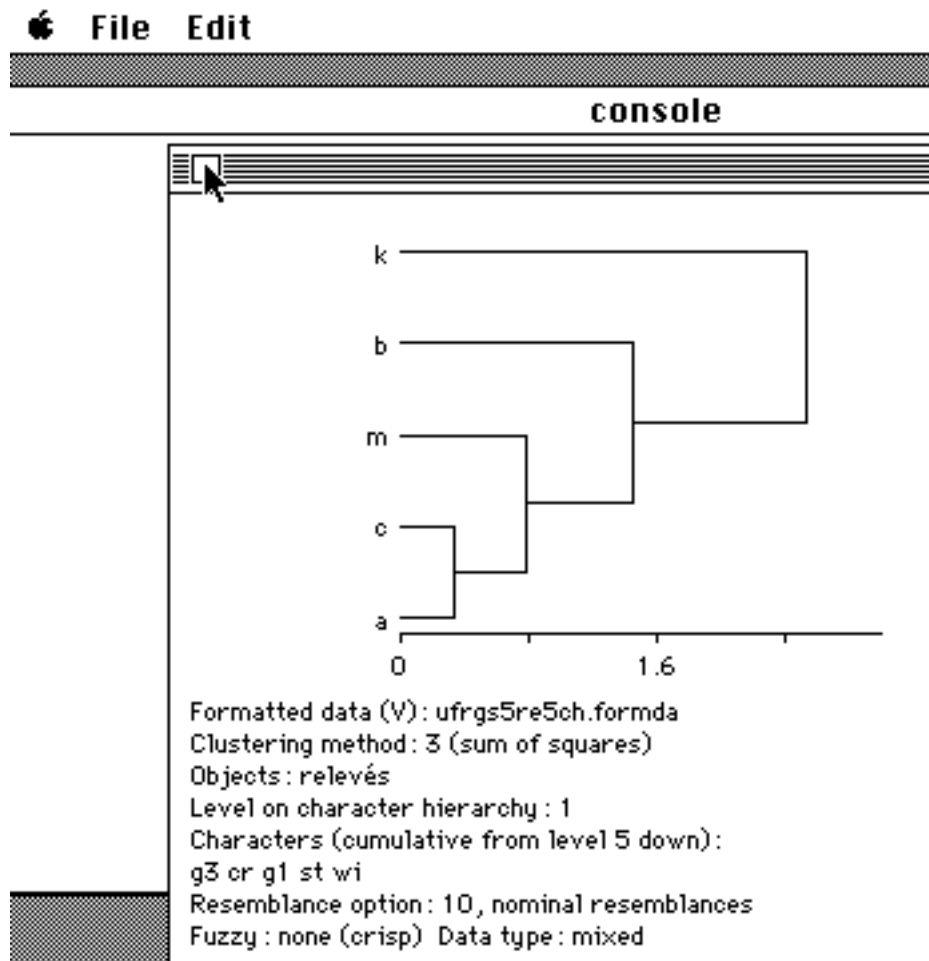 File Edit
console
k
b
m
c
a
0 1.6
Formatted data (V): ufrgs5re5ch.formda
Clustering method: 3 (sum of squares)
Objects: relevés
Level on character hierarchy: 1
Characters (cumulative from level 5 down):
g3 cr g1 st wi
Resemblance option: 10, nominal resemblances
Fuzzy: none (crisp) Data type: mixed